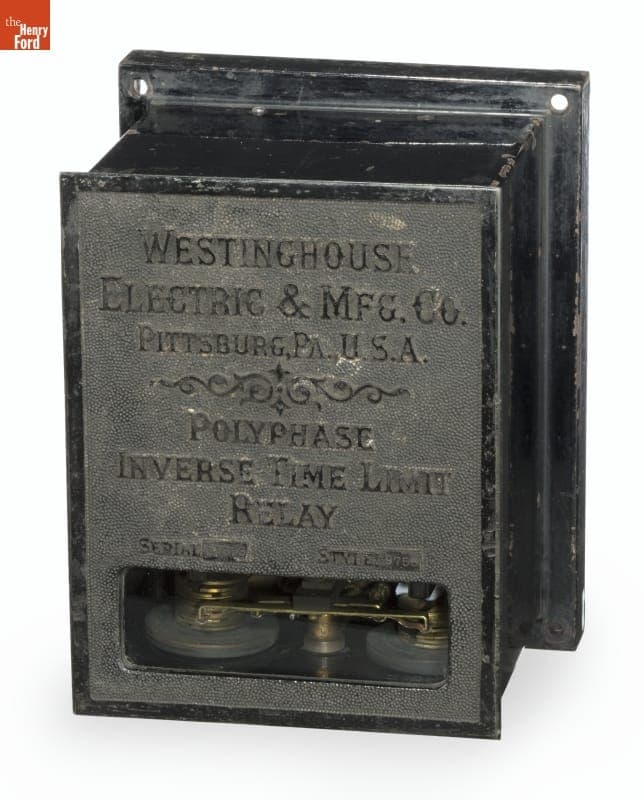 the
Henry
Ford
WESTINGHOUSE
ELECTRIC & MFG. CO.
PITTSBURG, PA. U.S.A.
POLYPHASE
INVERSE TIME LIMIT
RELAY
SERIAL STYLE